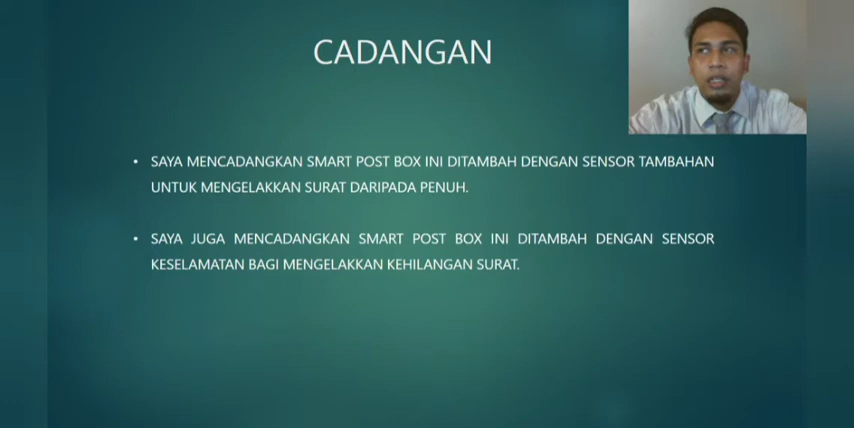 CADANGAN
• SAYA MENCADANGKAN SMART POST BOX INI DITAMBAH DENGAN SENSOR TAMBAHAN
UNTUK MENGELAKKAN SURAT DARIPADA PENUH.
• SAYA JUGA MENCADANGKAN SMART POST BOX INI DITAMBAH DENGAN SENSOR
KESELAMATAN BAGI MENGELAKKAN KEHILANGAN SURAT.